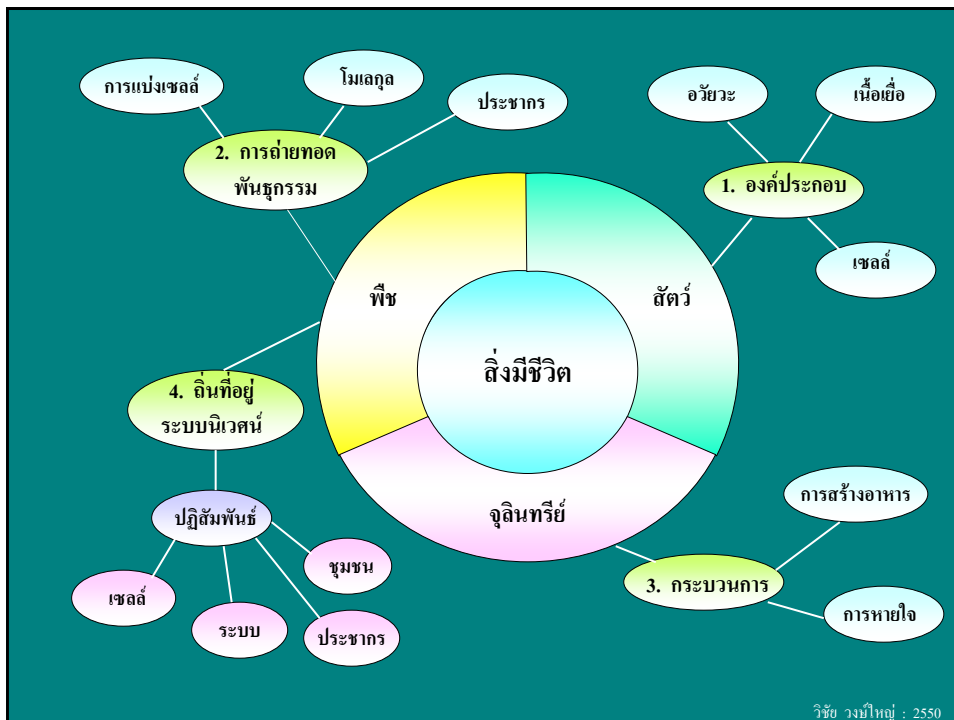 การแบ่งเซลล์
โมเลกุล
ประชากร
2. การถ่ายทอด
พันธุกรรม
อวัยวะ
เนื้อเยื่อ
1. องค์ประกอบ
เซลล์
พืช
สัตว์
สิ่งมีชีวิต
จุลินทรีย์
4. ถิ่นที่อยู่
ระบบนิเวศน์
ปฏิสัมพันธ์
เซลล์
ระบบ
ประชากร
ชุมชน
การสร้างอาหาร
3. กระบวนการ
การหายใจ
วิชัย วงษ์ใหญ่ : 2550